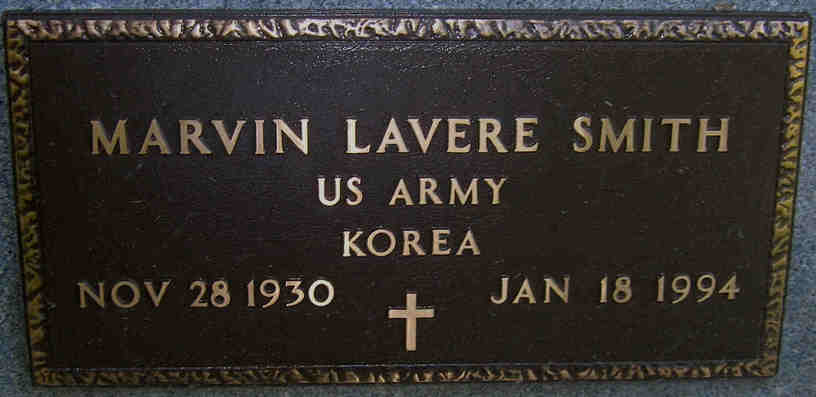 MARVIN LAVERE SMITH
US ARMY
KOREA
NOV 28 1930 JAN 18 1994